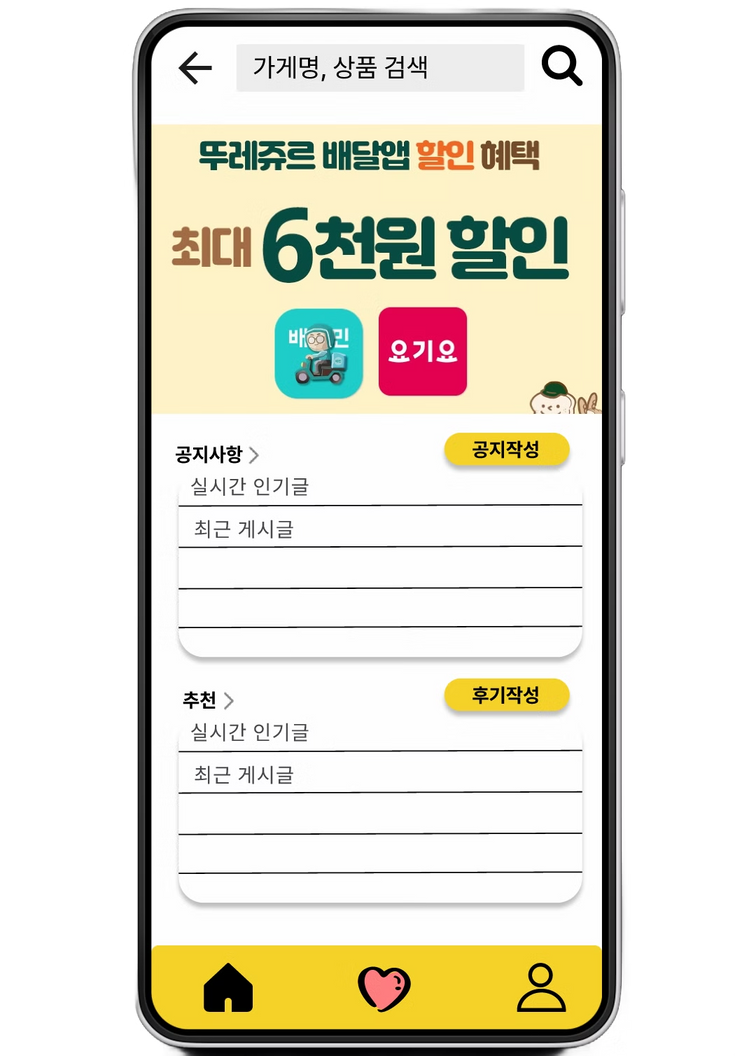 가게명, 상품 검색
뚜레쥬르 배달앱 할인 혜택
최대 6천원 할인
배 민
요기요
공지사항
공지작성
실시간 인기글
최근 게시글
추천
후기작성
실시간 인기글
최근 게시글